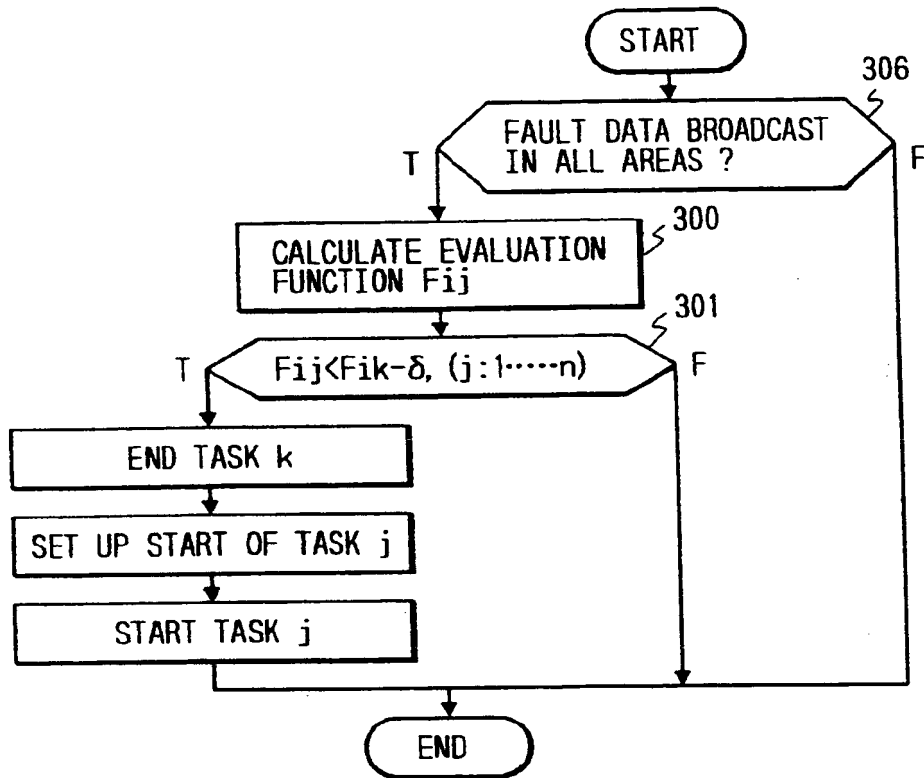 START
306
FAULT DATA BROADCAST
IN ALL AREAS ?
T
F
CALCULATE EVALUATION
FUNCTION Fij
300
301
T
Fij<Fik-δ, (j:1·····n)
F
END TASK k
SET UP START OF TASK j
START TASK j
END